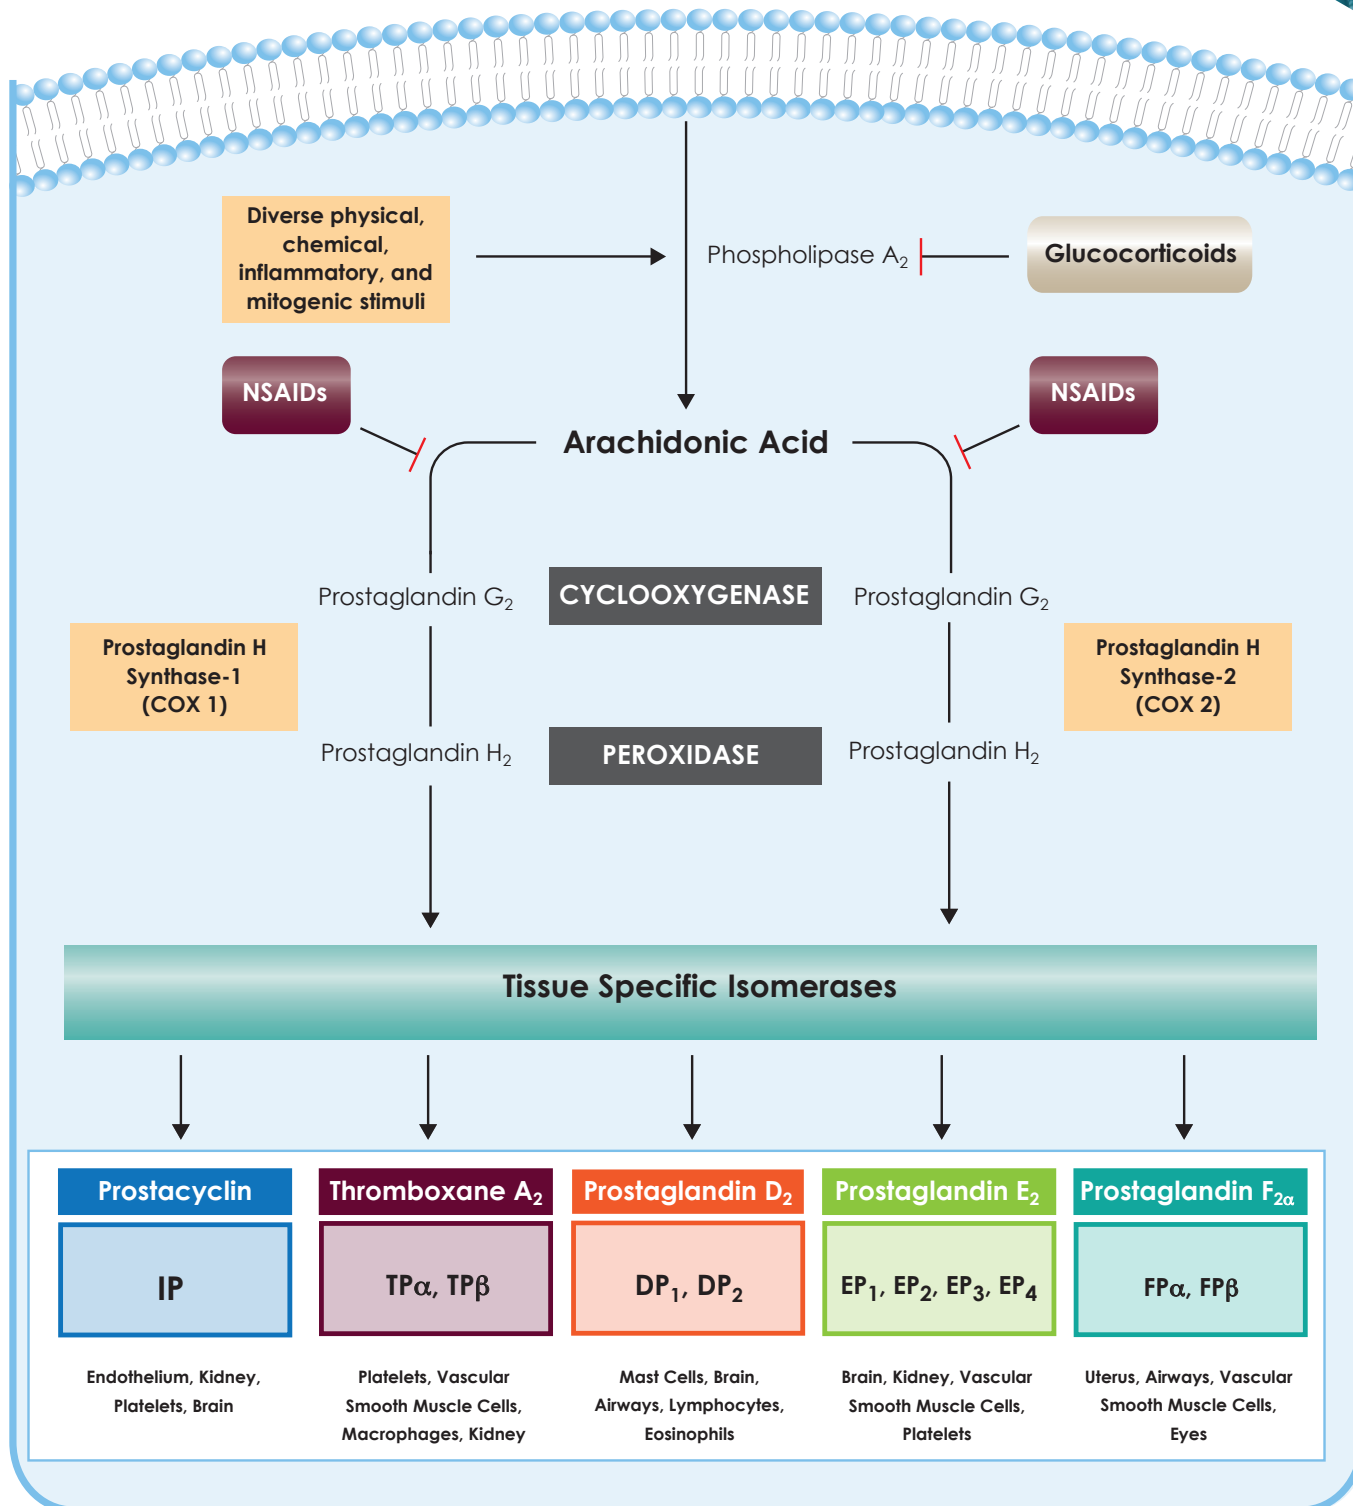 Diverse physical,
chemical,
inflammatory, and
mitogenic stimuli
Phospholipase A₂
Glucocorticoids
NSAIDs
NSAIDs
Arachidonic Acid
Prostaglandin G₂
CYCLOOXYGENASE
Prostaglandin G₂
Prostaglandin H
Synthase-1
(COX 1)
Prostaglandin H
Synthase-2
(COX 2)
Prostaglandin H₂
PEROXIDASE
Prostaglandin H₂
Tissue Specific Isomerases
Prostacyclin
Thromboxane A₂
Prostaglandin D₂
Prostaglandin E₂
Prostaglandin F₂α
IP
TPα, TPβ
DP₁, DP₂
EP₁, EP₂, EP₃, EP₄
FPα, FPβ
Endothelium, Kidney,
Platelets, Brain
Platelets, Vascular
Smooth Muscle Cells,
Macrophages, Kidney
Mast Cells, Brain,
Airways, Lymphocytes,
Eosinophils
Brain, Kidney, Vascular
Smooth Muscle Cells,
Platelets
Uterus, Airways, Vascular
Smooth Muscle Cells,
Eyes